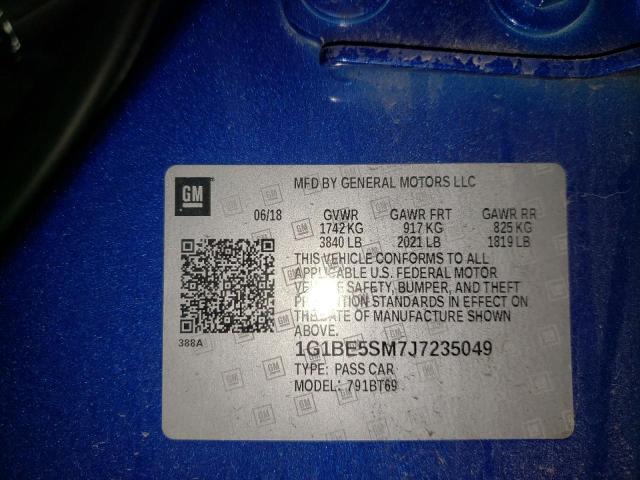 GM
MFD BY GENERAL MOTORS LLC
06/18 GVWR GAWR FRT GAWR RR
1742 KG 917 KG 825 KG
3840 LB 2021 LB 1819 LB
THIS VEHICLE CONFORMS TO ALL
APPLICABLE U.S. FEDERAL MOTOR
VEHICLE SAFETY, BUMPER, AND THEFT
PREVENTION STANDARDS IN EFFECT ON
THE DATE OF MANUFACTURE SHOWN
ABOVE.
388A
1G1BE5SM7J7235049
TYPE: PASS CAR
MODEL: 791BT69